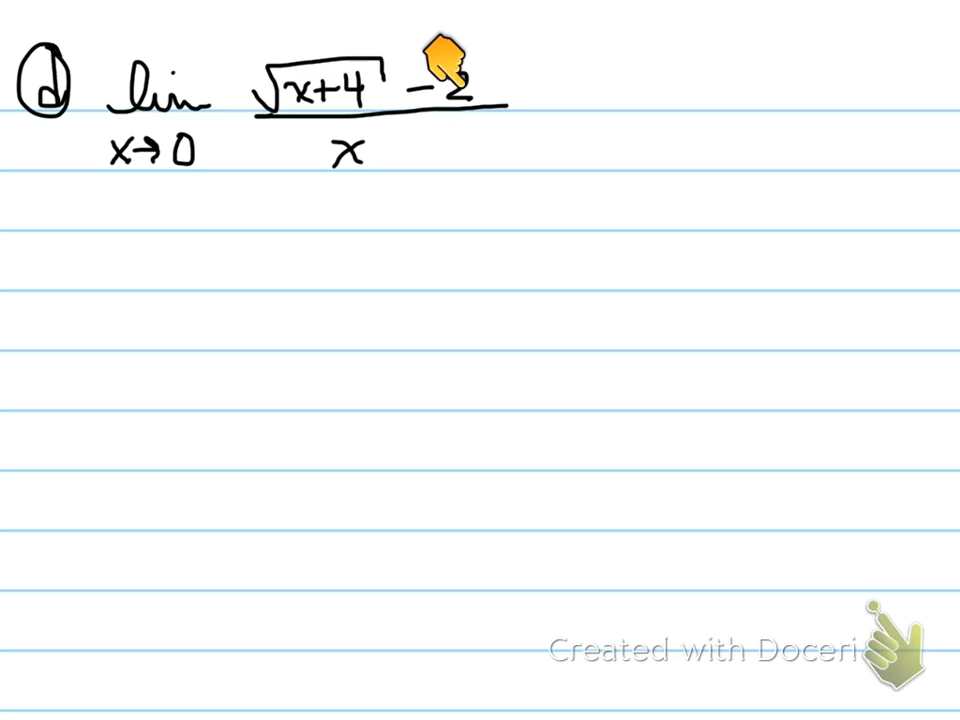 d lim √(x+4) - 2
x→0 x
Created with Doceri